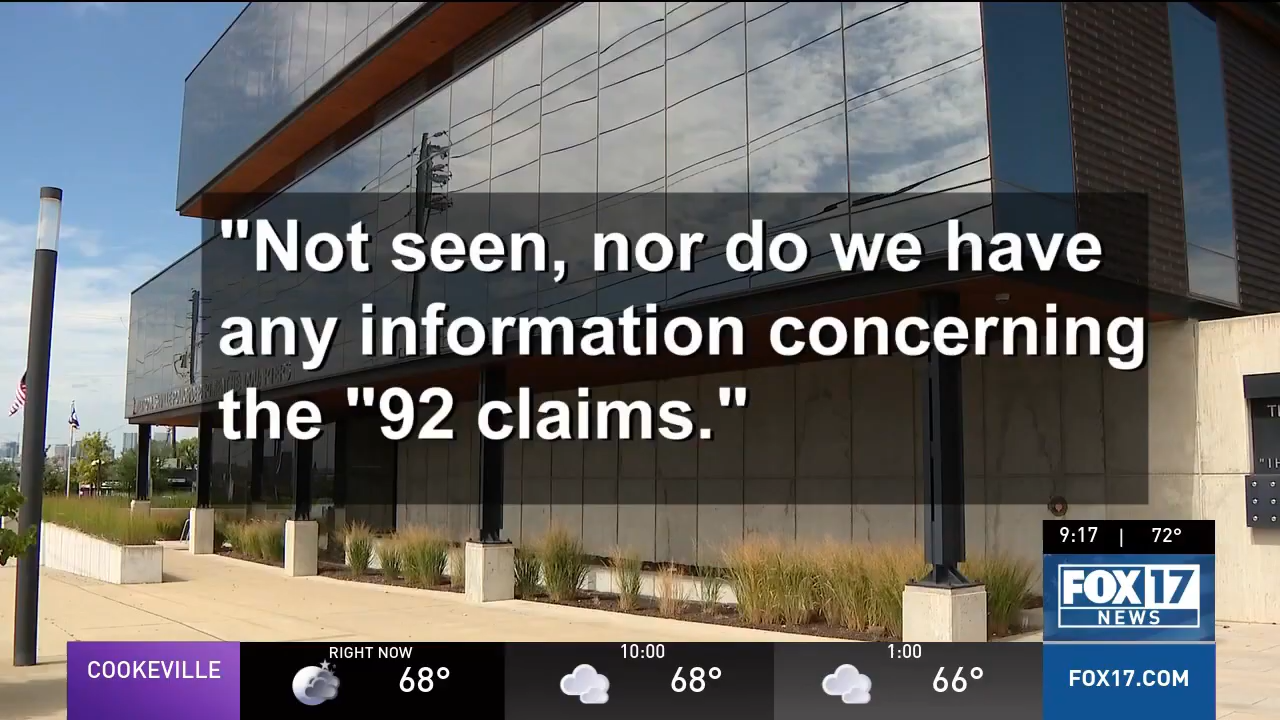 "Not seen, nor do we have
any information concerning
the "92 claims."
9:17 | 72°
FOX 17
NEWS
COOKEVILLE
RIGHT NOW
68°
10:00
68°
1:00
66°
FOX17.COM